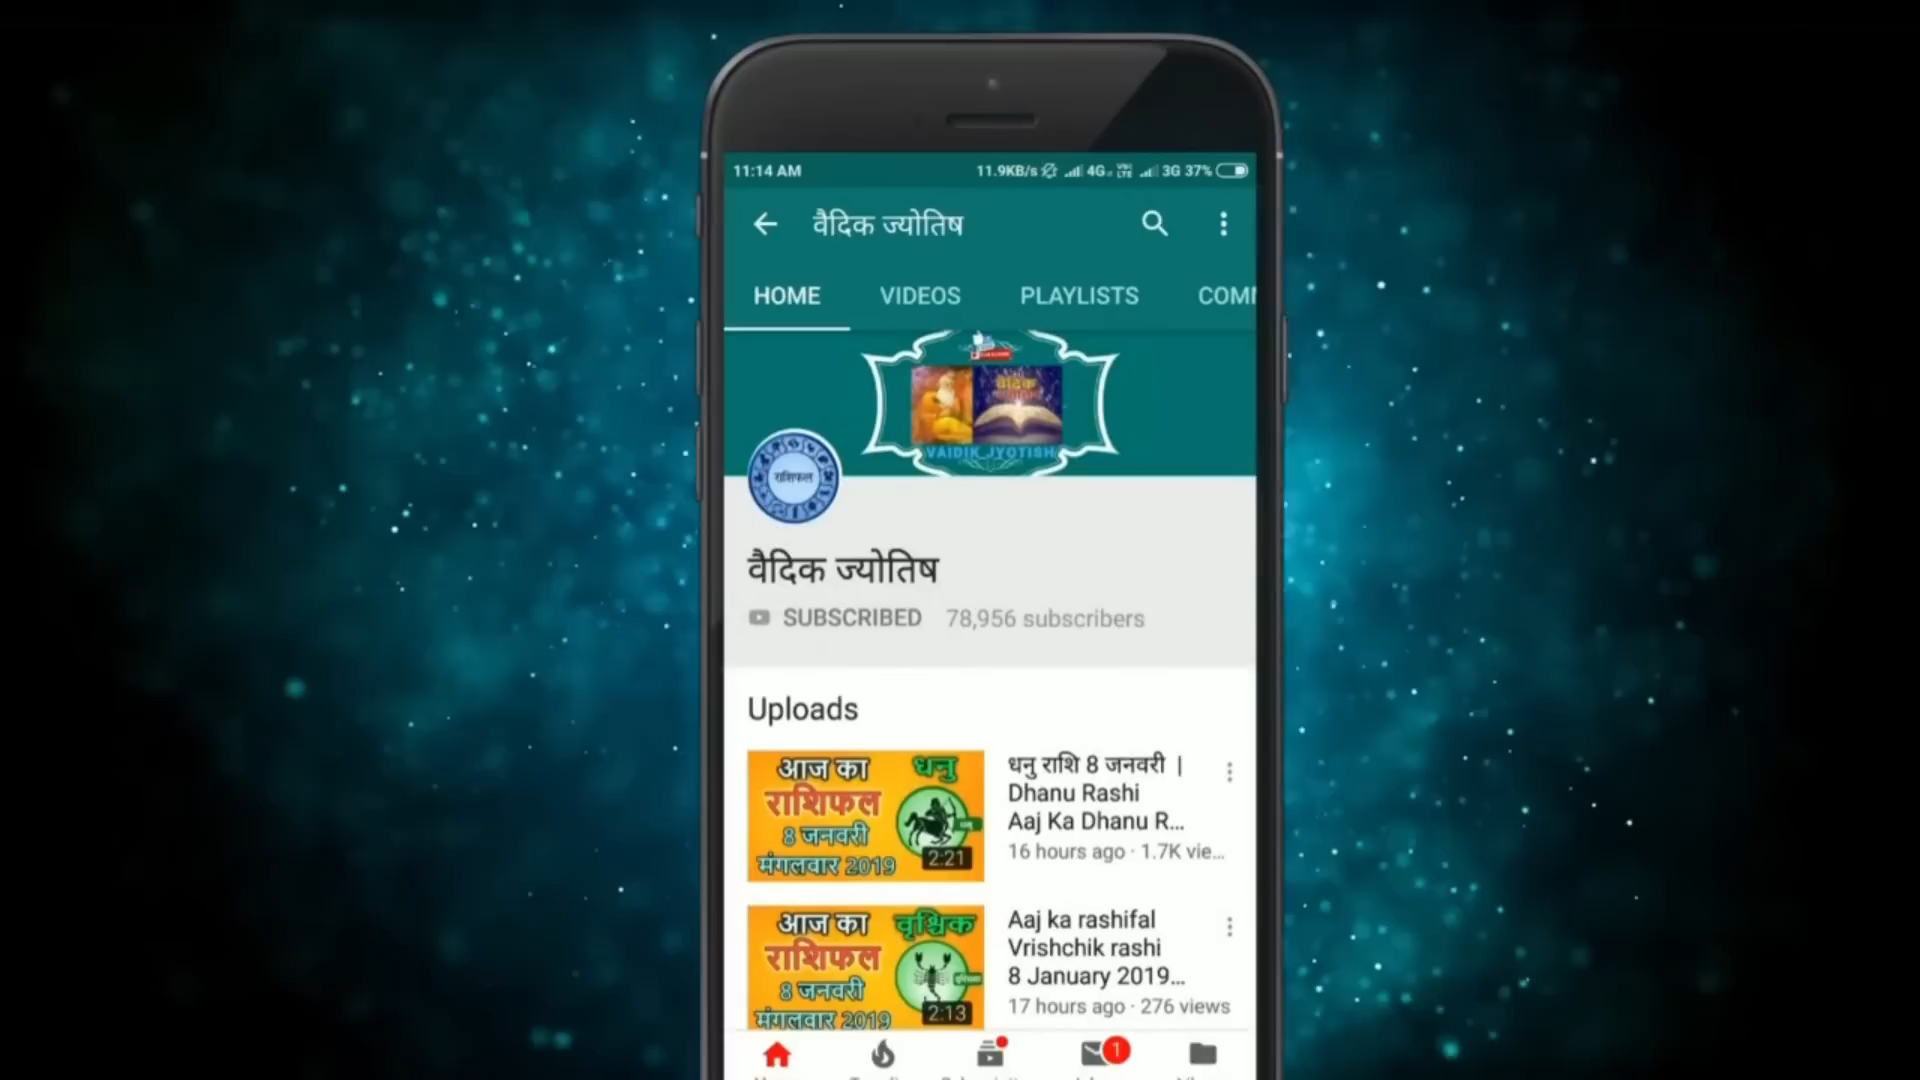 11:14 AM 11.9KB/s 4G VoLTE 3G 37%
वैदिक ज्योतिष
HOME VIDEOS PLAYLISTS COMM
वैदिक
VAIDIK JYOTISH
राशिफल
वैदिक ज्योतिष
SUBSCRIBED 78,956 subscribers
Uploads
आज का धनु
राशिफल
8 जनवरी
मंगलवार 2019
2:21
धनु राशि 8 जनवरी |
Dhanu Rashi
Aaj Ka Dhanu R...
16 hours ago · 1.7K vie...
आज का वृश्चिक
राशिफल
8 जनवरी
मंगलवार 2019
2:13
Aaj ka rashifal
Vrishchik rashi
8 January 2019...
17 hours ago · 276 views
1